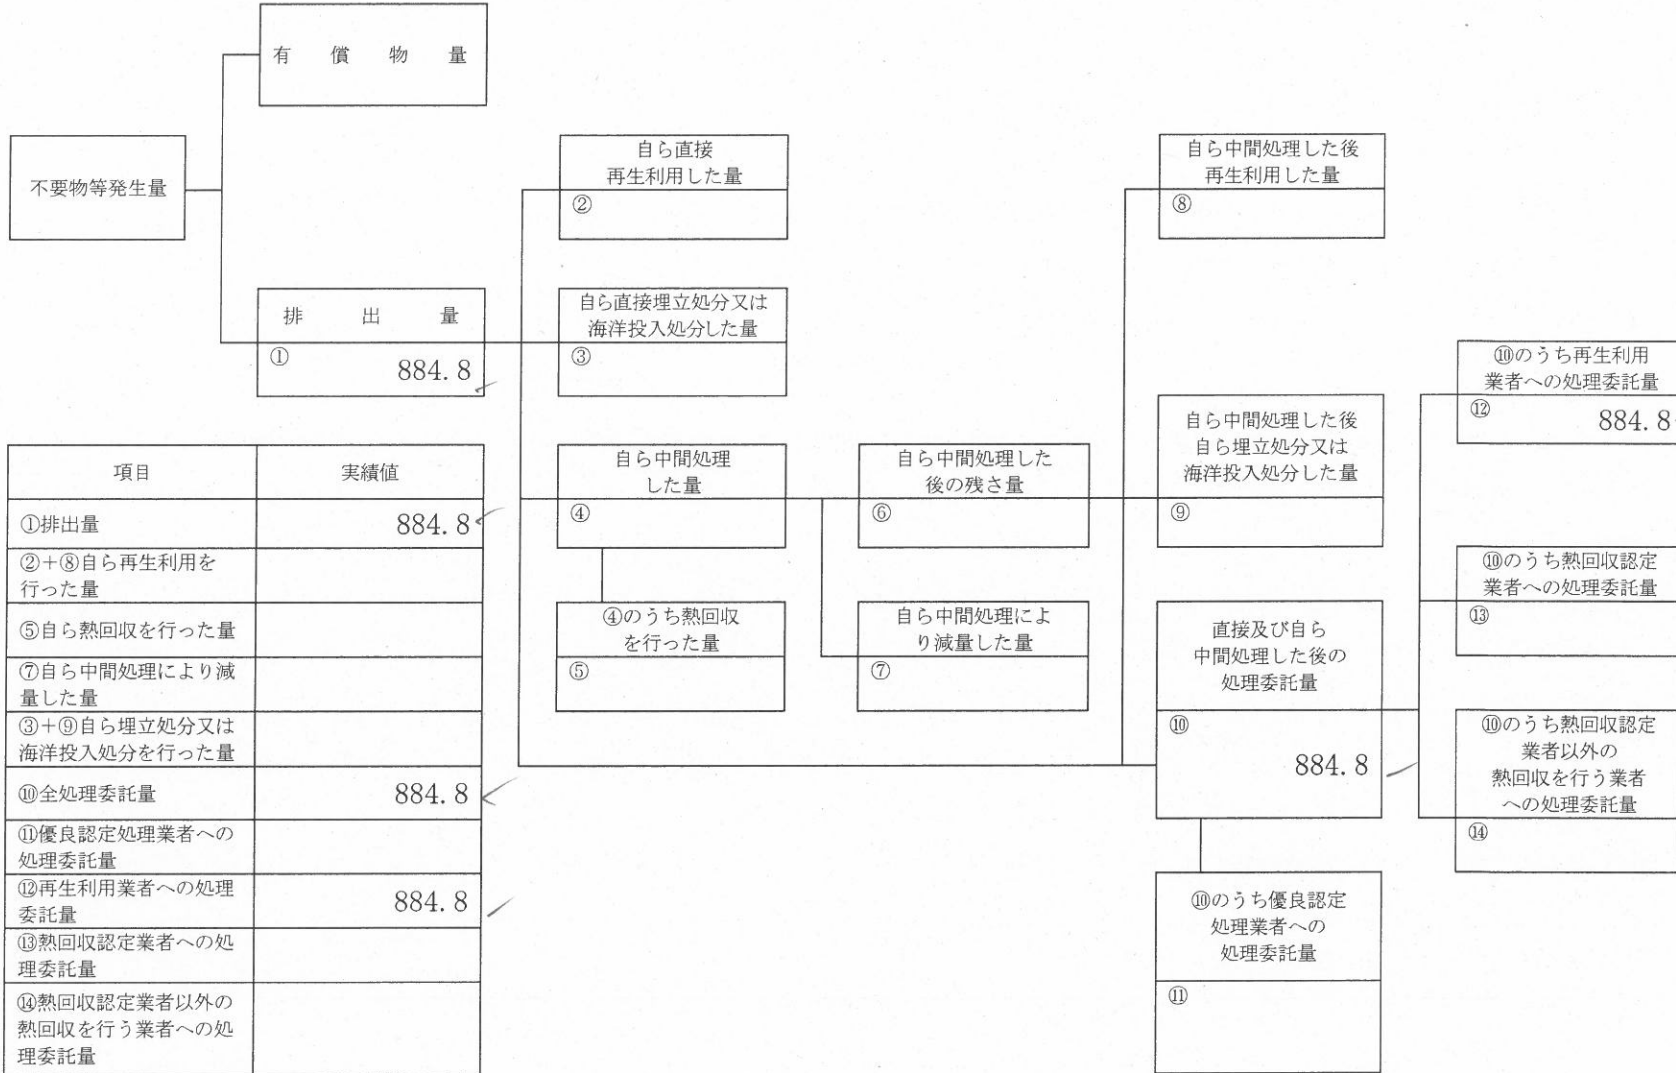 有償物量
不要物等発生量
排出量
①
884.8
自ら直接
再生利用した量
②
自ら直接埋立処分又は
海洋投入処分した量
③
自ら中間処理
した量
④
④のうち熱回収
を行った量
⑤
自ら中間処理した
後の残さ量
⑥
自ら中間処理によ
り減量した量
⑦
自ら中間処理した後
再生利用した量
⑧
自ら中間処理した後
自ら埋立処分又は
海洋投入処分した量
⑨
直接及び自ら
中間処理した後の
処理委託量
⑩
884.8
⑩のうち優良認定
処理業者への
処理委託量
⑪
⑩のうち再生利用
業者への処理委託量
⑫
884.8
⑩のうち熱回収認定
業者への処理委託量
⑬
⑩のうち熱回収認定
業者以外の
熱回収を行う業者
への処理委託量
⑭
項目 実績値
①排出量 884.8
②+⑧自ら再生利用を
行った量
⑤自ら熱回収を行った量
⑦自ら中間処理により減
量した量
③+⑨自ら埋立処分又は
海洋投入処分を行った量
⑩全処理委託量 884.8
⑪優良認定処理業者への
処理委託量
⑫再生利用業者への処理
委託量 884.8
⑬熱回収認定業者への処
理委託量
⑭熱回収認定業者以外の
熱回収を行う業者への処
理委託量